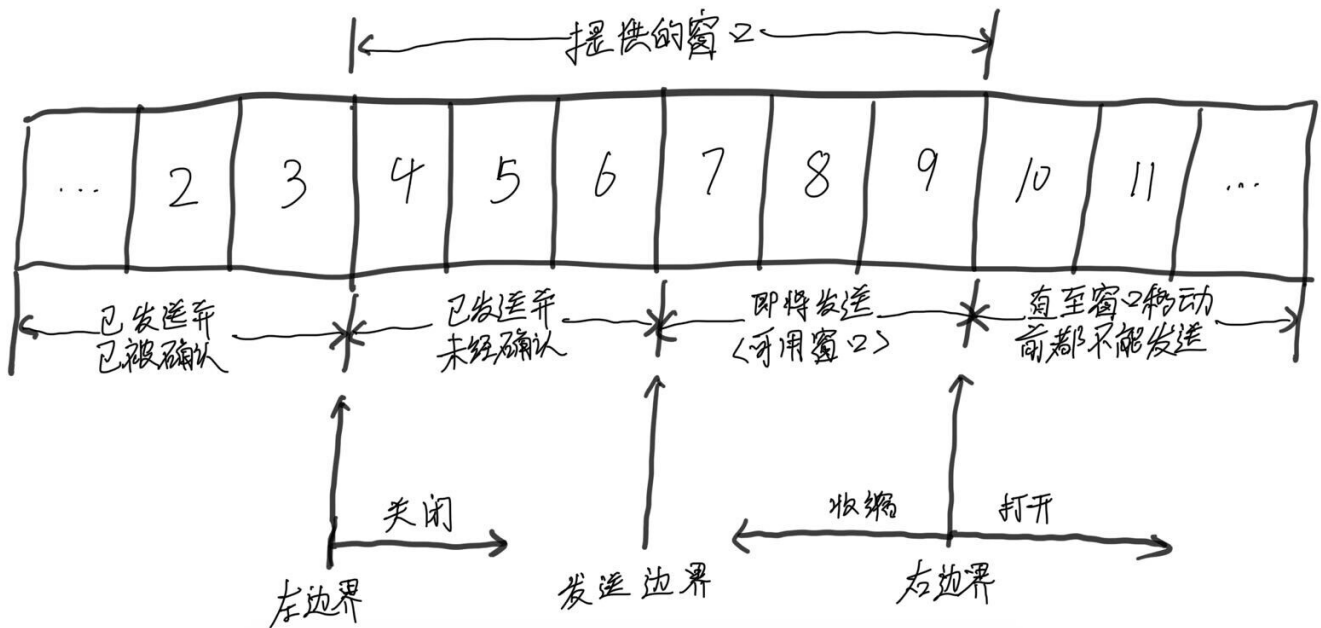 提供的窗口
... 2 3 4 5 6 7 8 9 10 11 ...
已发送并
已被确认
已发送并
未经确认
即将发送
<可用窗口>
直至窗口移动
前都不能发送
关闭
收缩
打开
左边界
发送边界
右边界